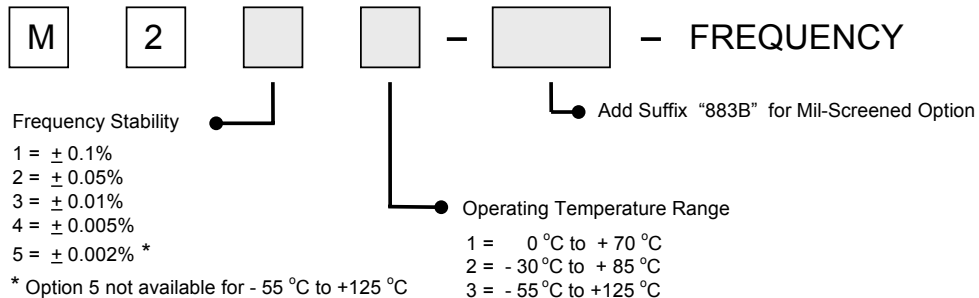 M 2 – – FREQUENCY
Add Suffix "883B" for Mil-Screened Option
Frequency Stability
1 = ± 0.1%
2 = ± 0.05%
3 = ± 0.01%
4 = ± 0.005%
5 = ± 0.002% *
* Option 5 not available for - 55 °C to +125 °C
Operating Temperature Range
1 = 0 °C to + 70 °C
2 = - 30 °C to + 85 °C
3 = - 55 °C to +125 °C